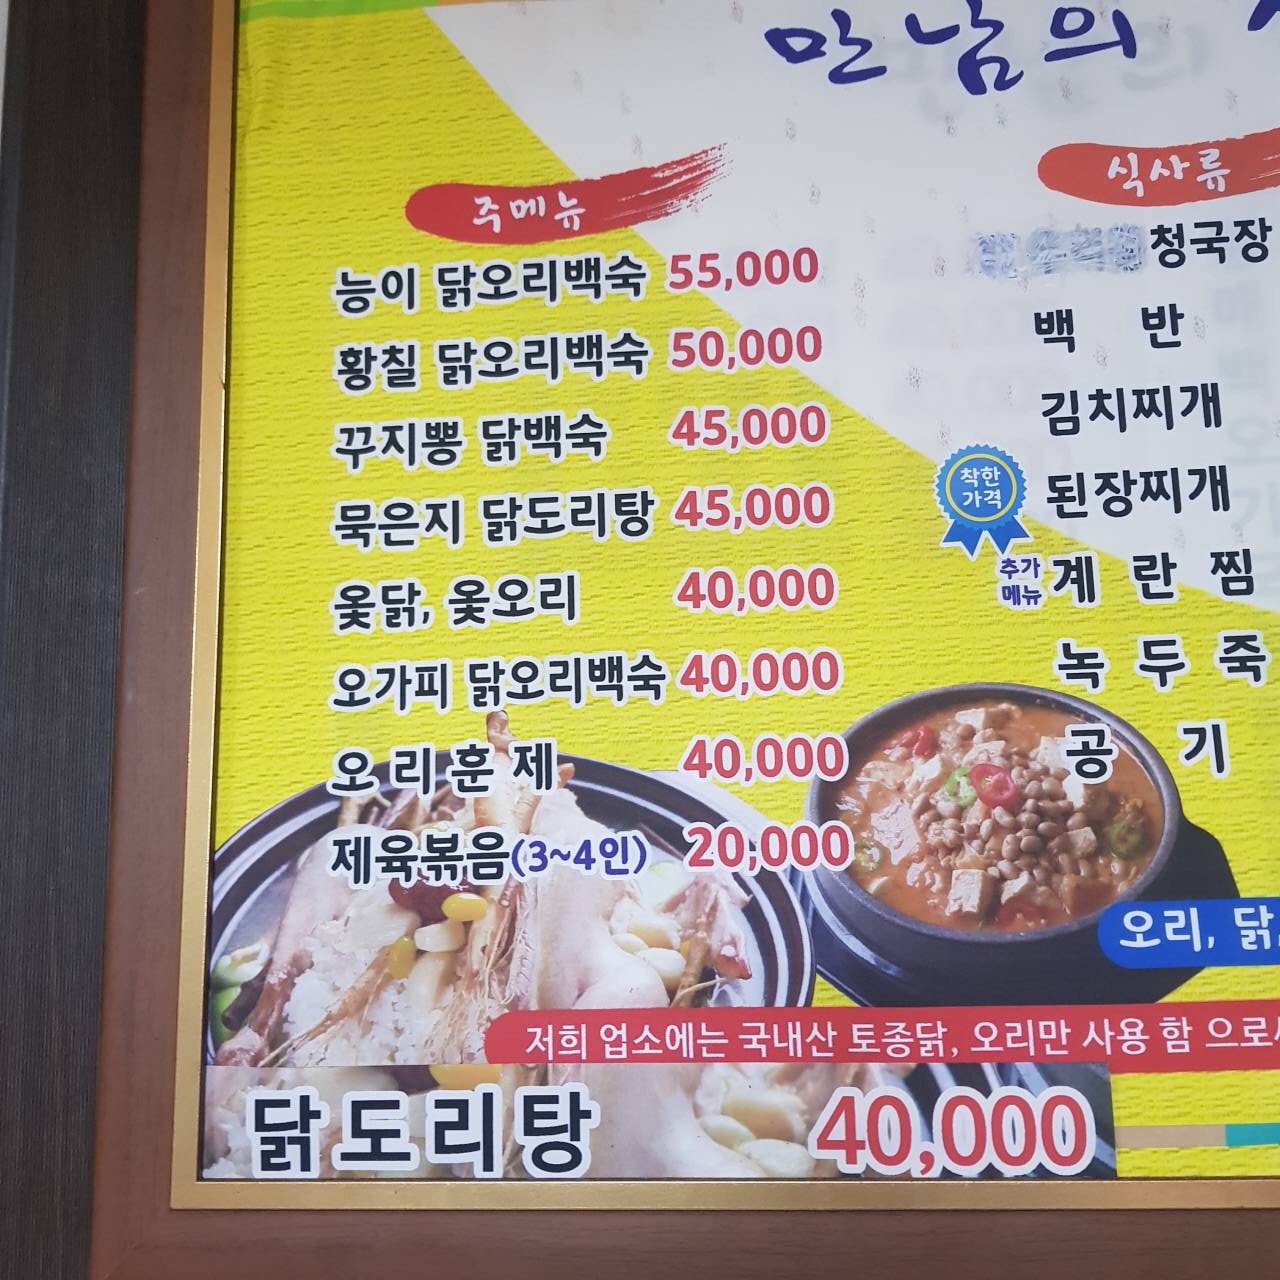 만남의
주메뉴
능이 닭오리백숙 55,000
황칠 닭오리백숙 50,000
꾸지뽕 닭백숙 45,000
묵은지 닭도리탕 45,000
옻닭, 옻오리 40,000
오가피 닭오리백숙 40,000
오리훈제 40,000
제육볶음(3~4인) 20,000
식사류
청국장
백 반
김치찌개
착한
가격
된장찌개
추가
메뉴
계 란 찜
녹 두 죽
공 기
오리, 닭,
저희 업소에는 국내산 토종닭, 오리만 사용 함 으로
닭도리탕 40,000